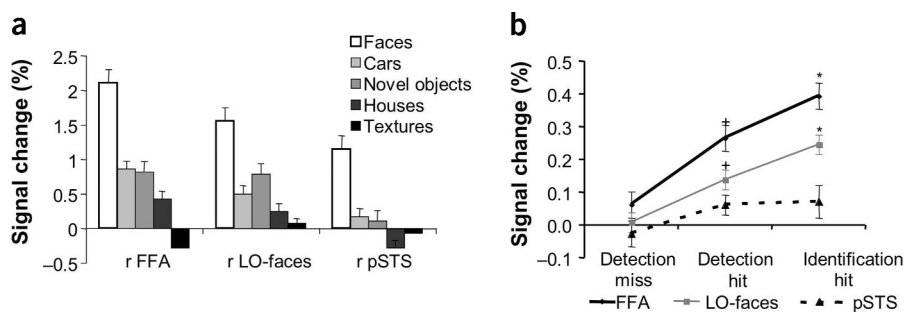 a
Signal change (%)
2.5
2
1.5
1
0.5
0
–0.5
Faces
Cars
Novel objects
Houses
Textures
r FFA
r LO-faces
r pSTS
b
Signal change (%)
0.5
0.4
0.3
0.2
0.1
0.0
–0.1
‡
‡
*
*
Detection miss
Detection hit
Identification hit
FFA
LO-faces
pSTS